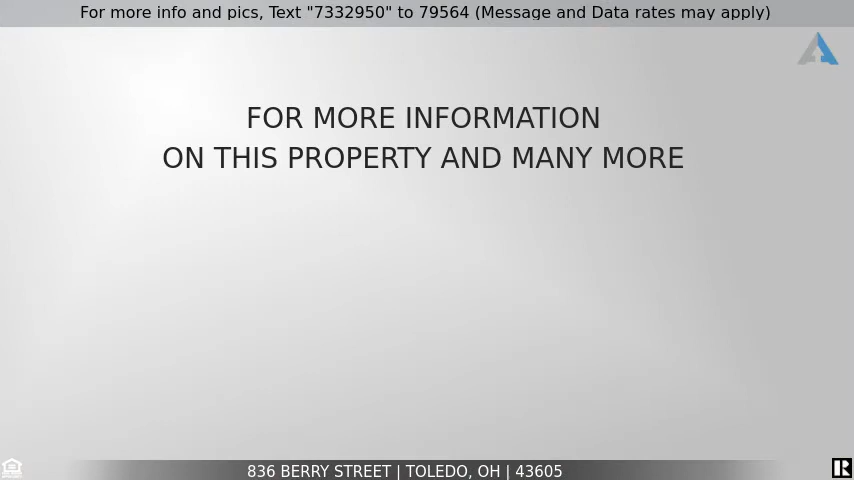 For more info and pics, Text "7332950" to 79564 (Message and Data rates may apply)
FOR MORE INFORMATION
ON THIS PROPERTY AND MANY MORE
836 BERRY STREET | TOLEDO, OH | 43605